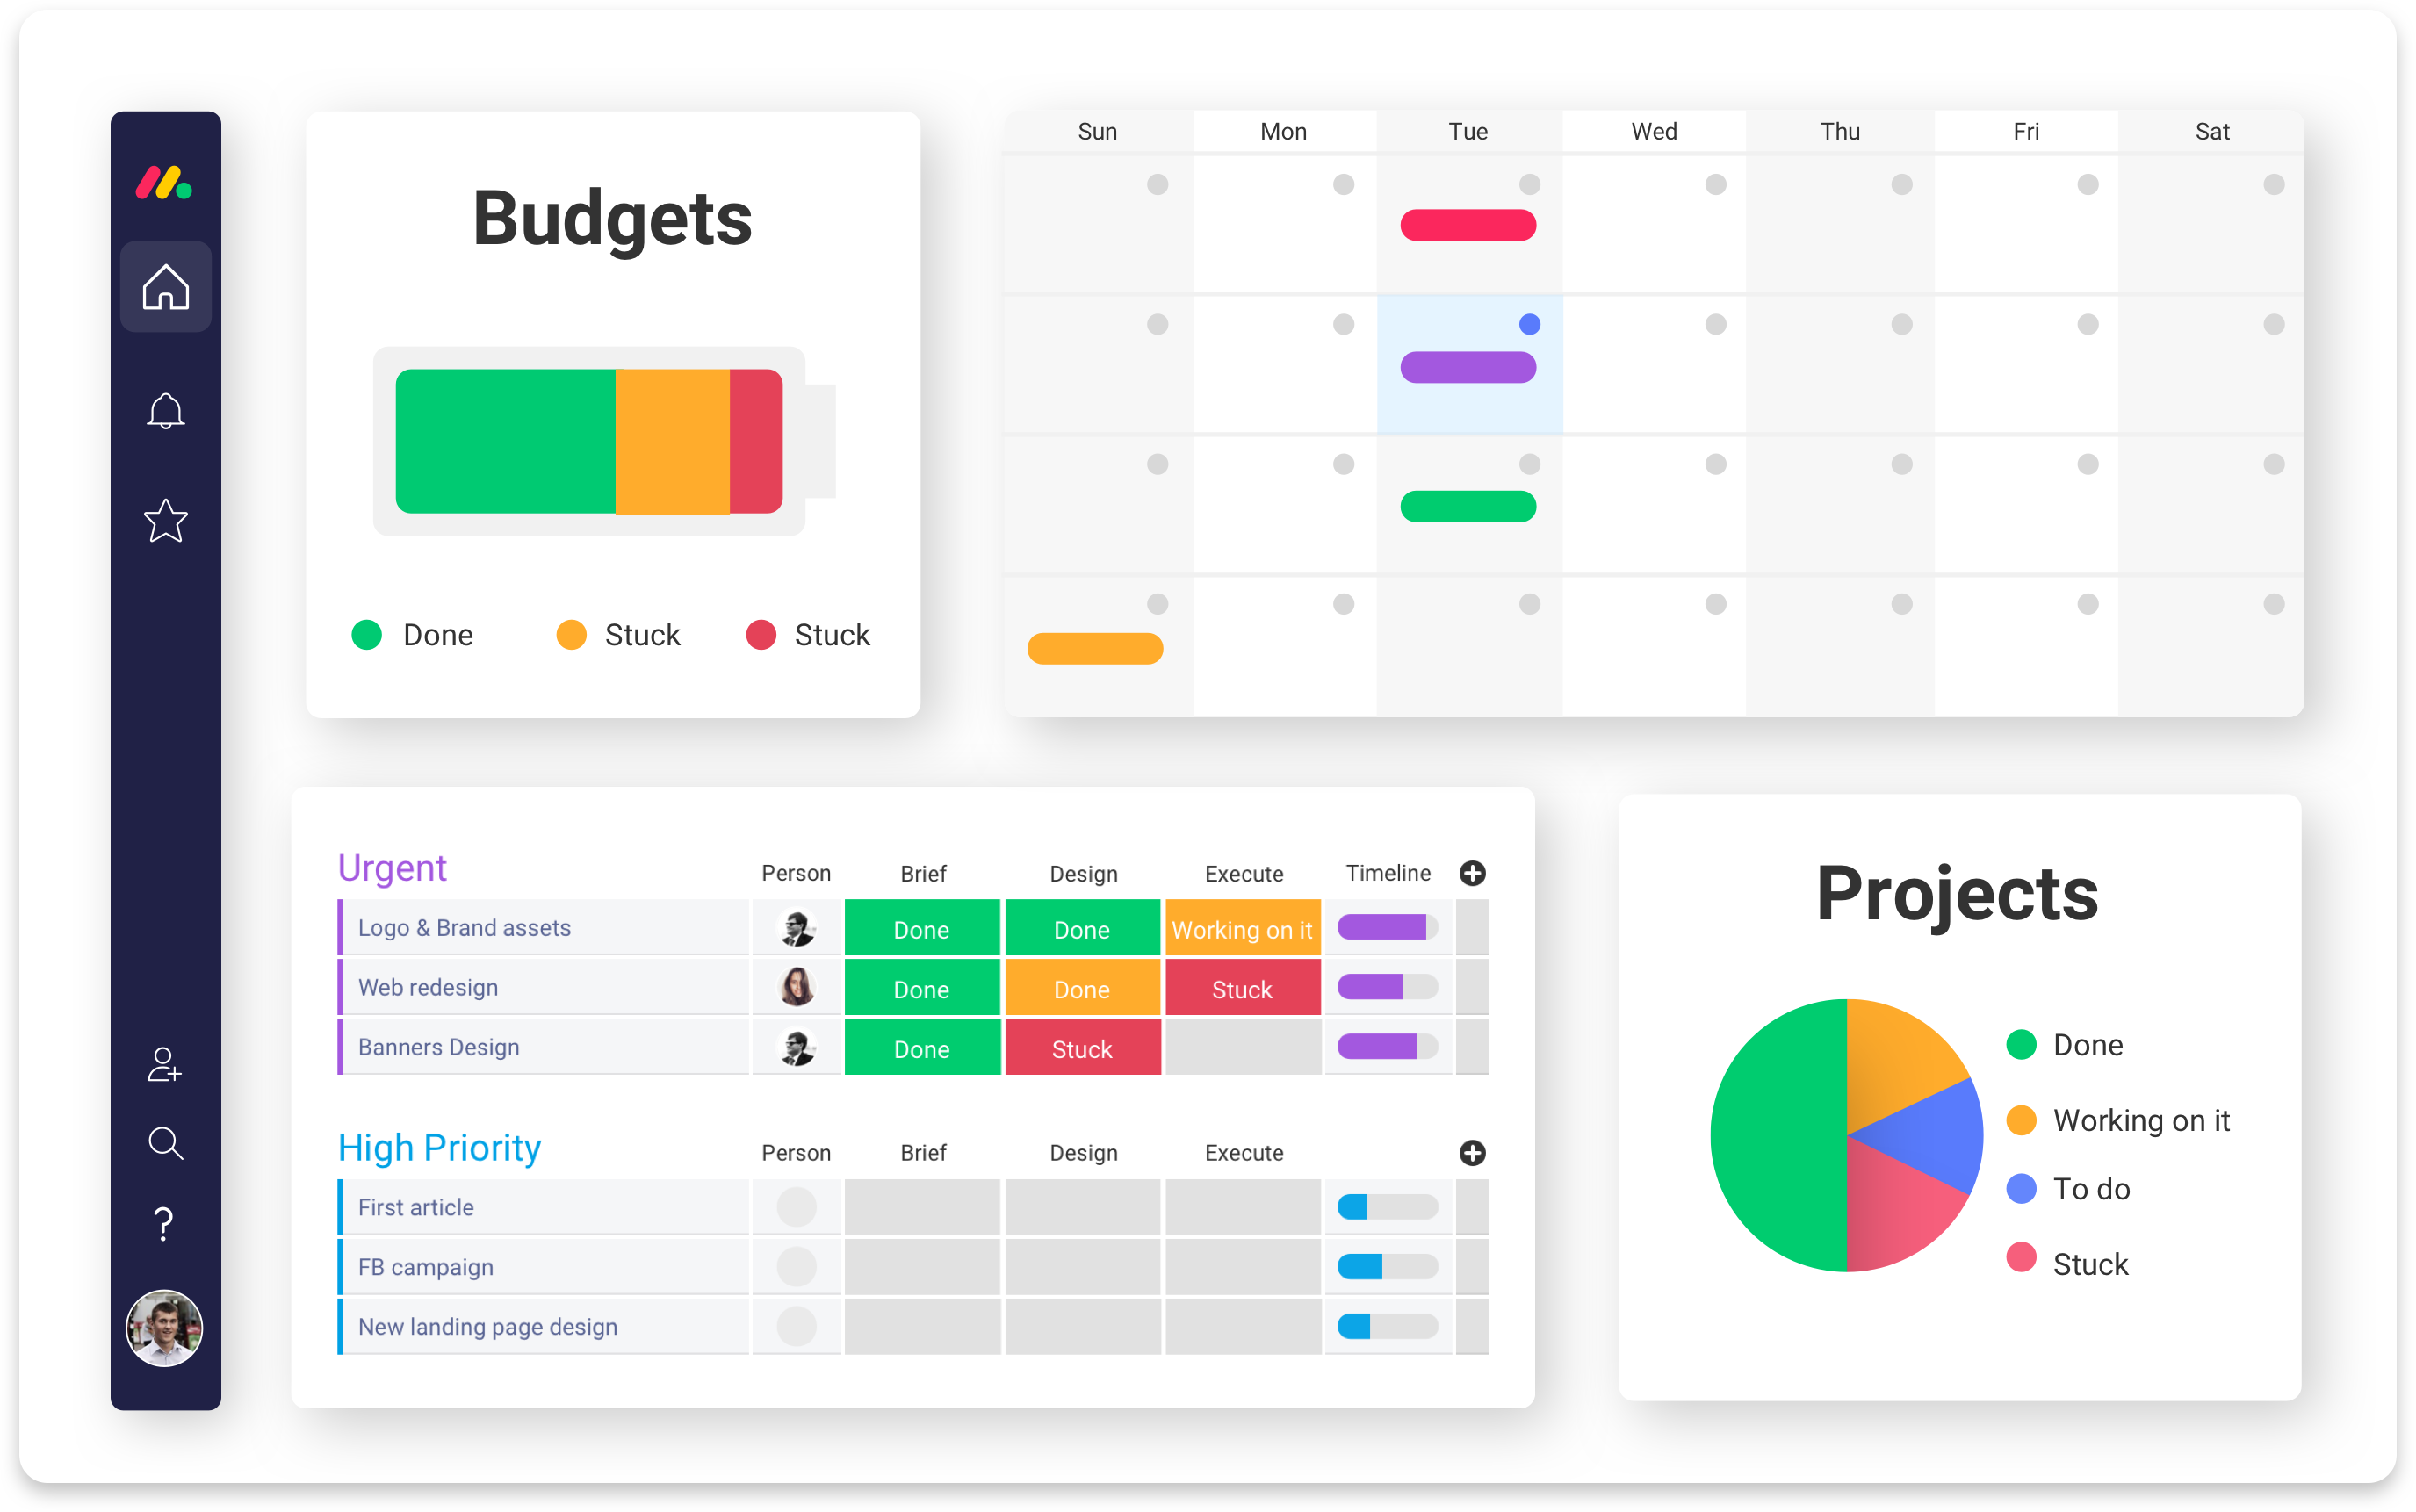 Budgets
Done Stuck Stuck
Sun Mon Tue Wed Thu Fri Sat
Urgent Person Brief Design Execute Timeline
Logo & Brand assets Done Done Working on it
Web redesign Done Done Stuck
Banners Design Done Stuck
High Priority Person Brief Design Execute
First article
FB campaign
New landing page design
Projects
Done
Working on it
To do
Stuck
?